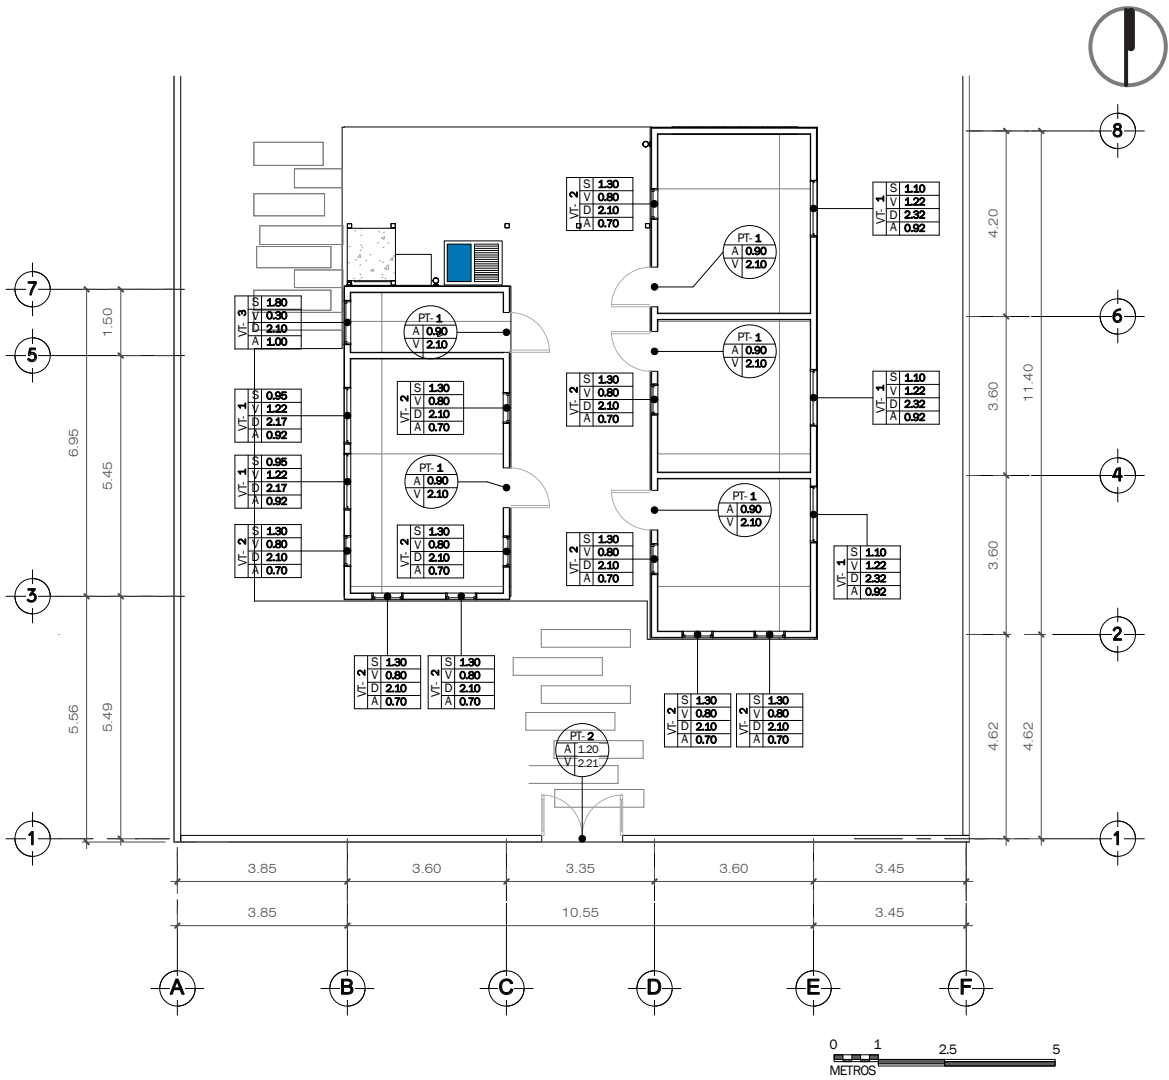 8
7
6
5
4
3
2
1
1
4.20
3.60
3.60
4.62
11.40
4.62
1.50
5.45
5.49
6.95
5.56
VT- 2
S 1.30
V 0.80
D 2.10
A 0.70
VT- 1
S 1.10
V 1.22
D 2.32
A 0.92
PT- 1
A 0.90
V 2.10
VT- 3
S 1.80
V 0.30
D 2.10
A 1.00
PT- 1
A 0.90
V 2.10
PT- 1
A 0.90
V 2.10
VT- 1
S 0.95
V 1.22
D 2.17
A 0.92
VT- 2
S 1.30
V 0.80
D 2.10
A 0.70
VT- 2
S 1.30
V 0.80
D 2.10
A 0.70
VT- 1
S 1.10
V 1.22
D 2.32
A 0.92
VT- 1
S 0.95
V 1.22
D 2.17
A 0.92
PT- 1
A 0.90
V 2.10
PT- 1
A 0.90
V 2.10
VT- 2
S 1.30
V 0.80
D 2.10
A 0.70
VT- 2
S 1.30
V 0.80
D 2.10
A 0.70
VT- 2
S 1.30
V 0.80
D 2.10
A 0.70
VT- 1
S 1.10
V 1.22
D 2.32
A 0.92
VT- 2
S 1.30
V 0.80
D 2.10
A 0.70
VT- 2
S 1.30
V 0.80
D 2.10
A 0.70
VT- 2
S 1.30
V 0.80
D 2.10
A 0.70
VT- 2
S 1.30
V 0.80
D 2.10
A 0.70
PT- 2
A 1.20
V 2.21
3.85 3.60 3.35 3.60 3.45
3.85 10.55 3.45
A B C D E F
0 1 2.5 5
METROS